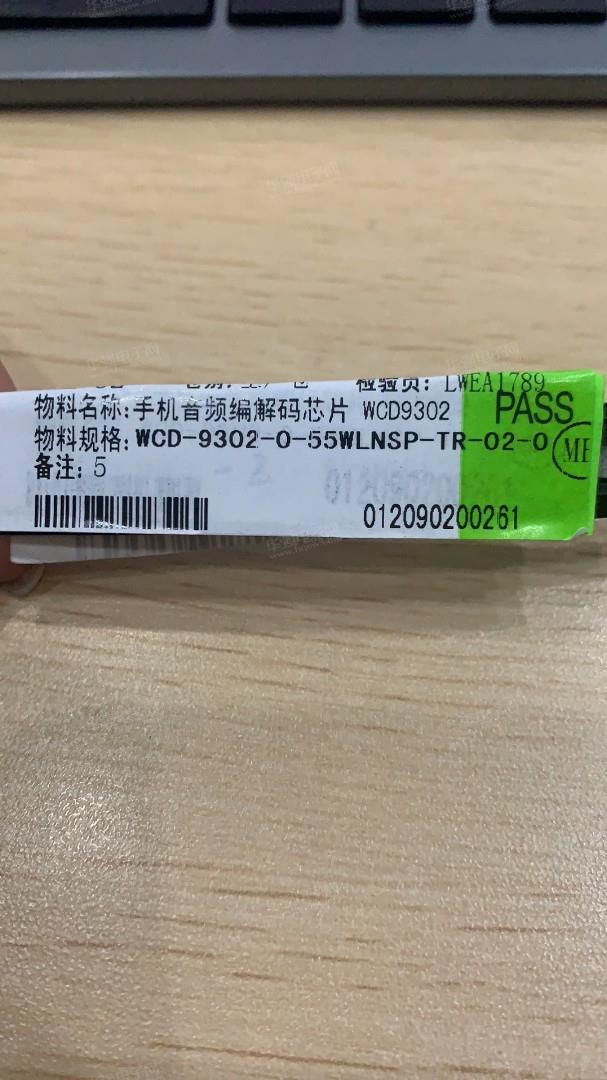 检验员: LWEA1789
物料名称:手机音频编解码芯片 WCD9302
PASS
物料规格:WCD-9302-0-55WLNSP-TR-02-0
ME
备注: 5
012090200261